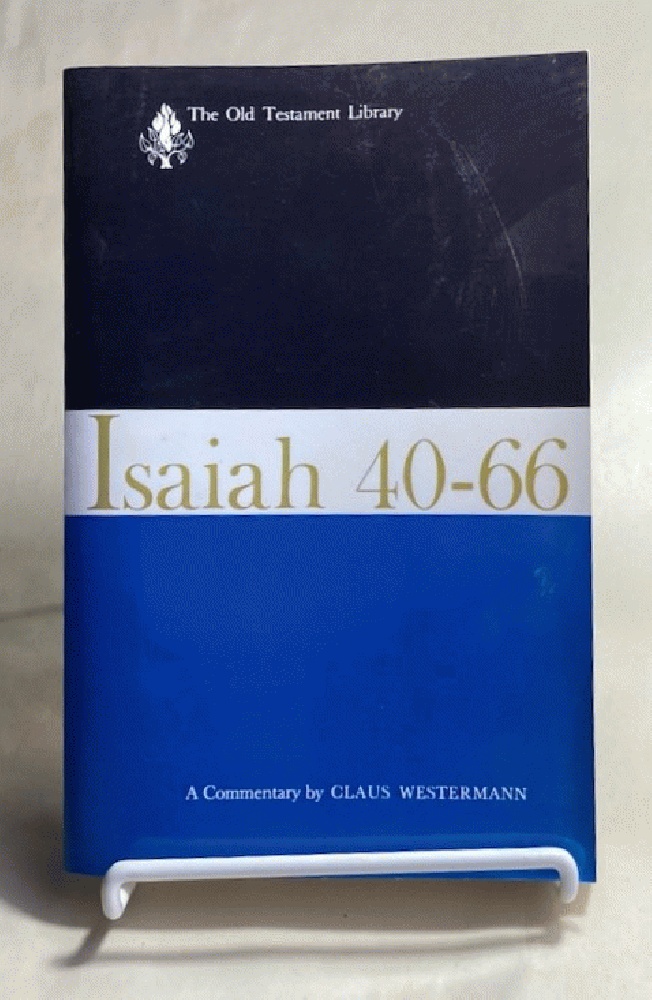 The Old Testament Library
Isaiah 40-66
A Commentary by CLAUS WESTERMANN